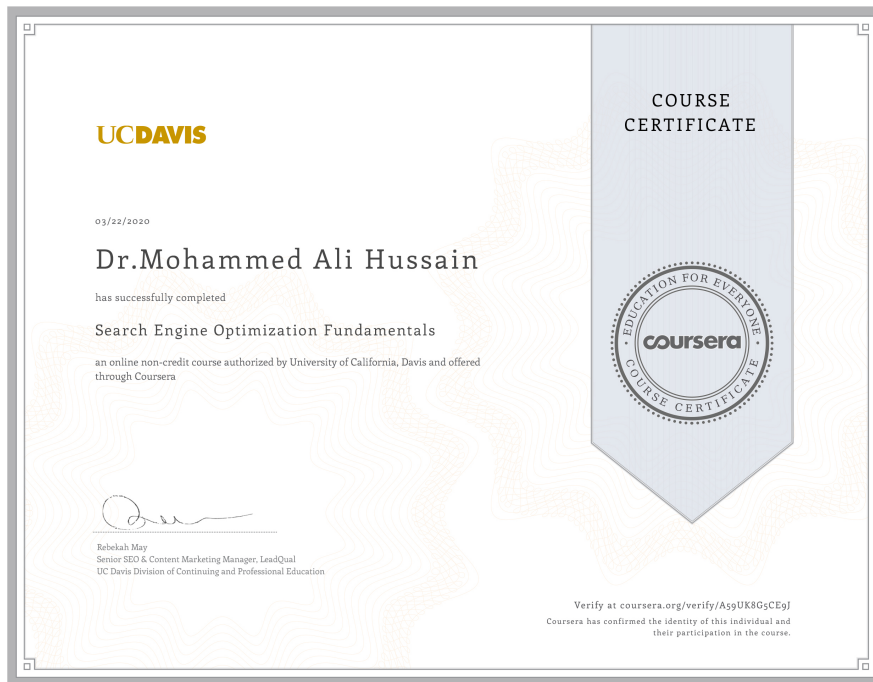 UCDAVIS
COURSE
CERTIFICATE
03/22/2020
Dr.Mohammed Ali Hussain
has successfully completed
Search Engine Optimization Fundamentals
an online non-credit course authorized by University of California, Davis and offered
through Coursera
EDUCATION FOR EVERYONE
coursera
COURSE CERTIFICATE
Rebekah May
Senior SEO & Content Marketing Manager, LeadQual
UC Davis Division of Continuing and Professional Education
Verify at coursera.org/verify/A59UK8G5CE9J
Coursera has confirmed the identity of this individual and
their participation in the course.